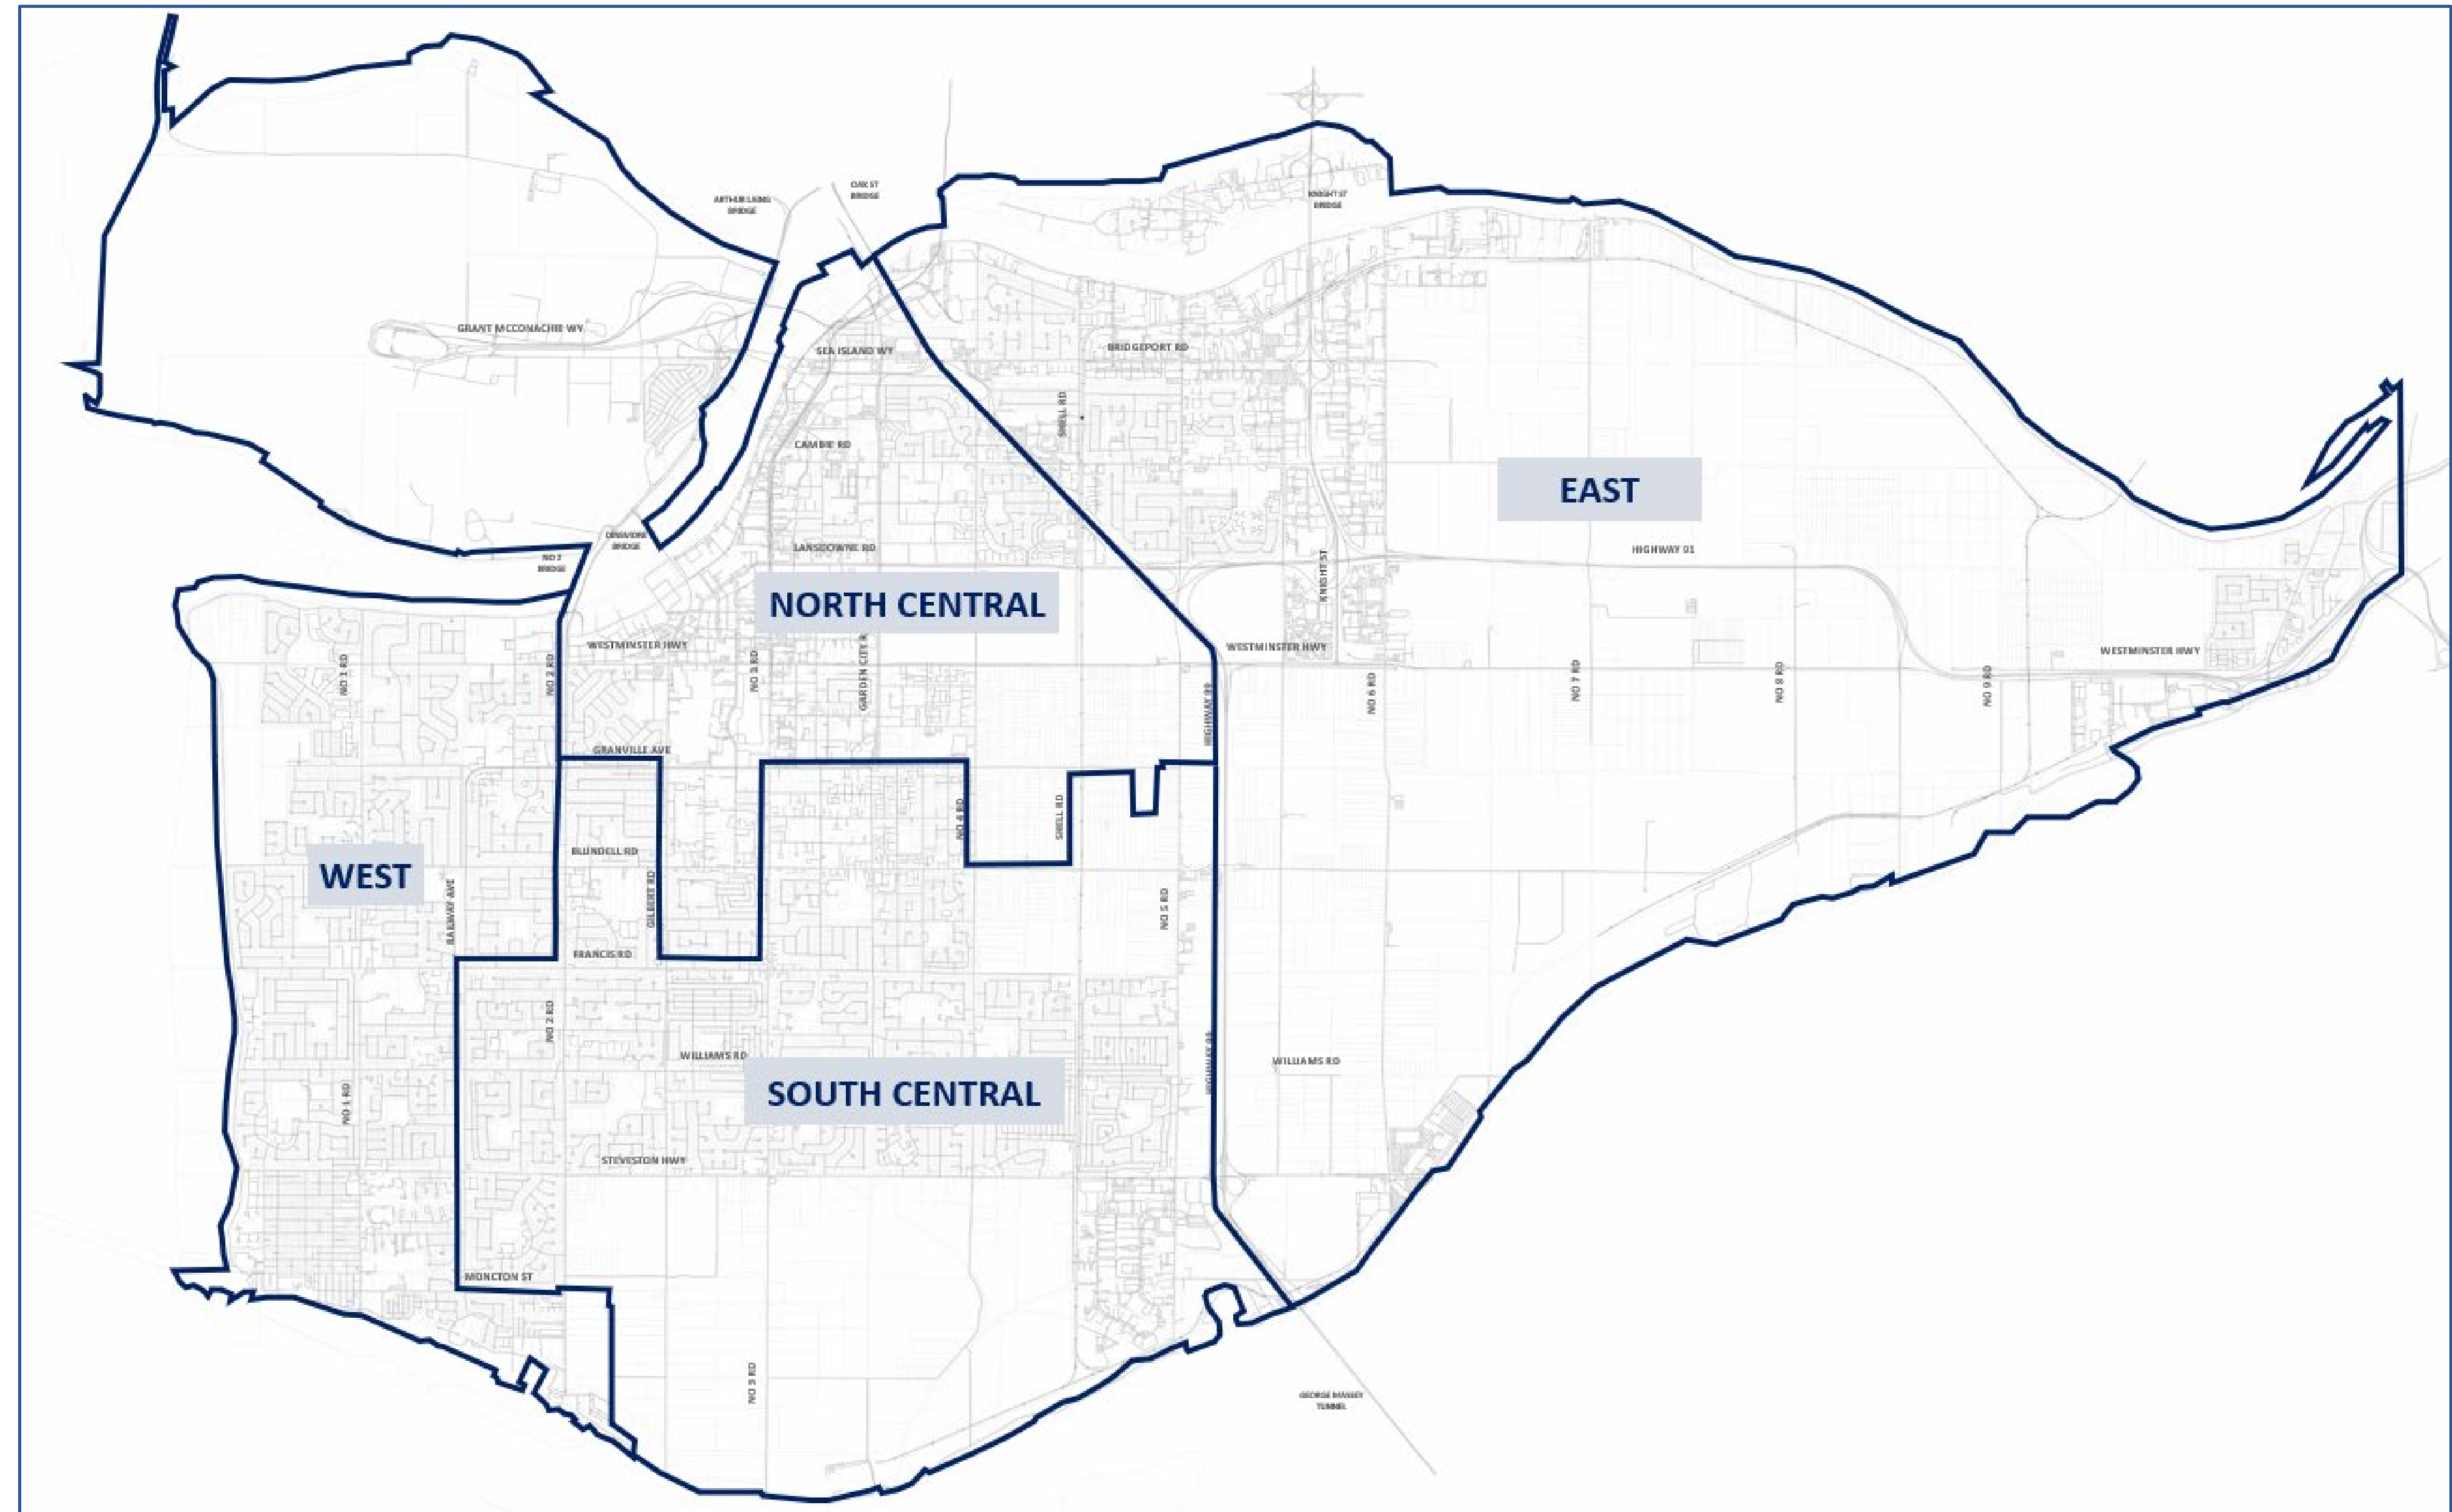 OAK ST
BRIDGE
ARTHUR LAING
BRIDGE
KNIGHT ST
BRIDGE
GRANT MCCONACHIE WY
SEA ISLAND WY
BRIDGEPORT RD
SHELL RD
CAMBIE RD
EAST
DINSMORE
BRIDGE
LANSDOWNE RD
HIGHWAY 91
NO 2
BRIDGE
KNIGHT ST
NORTH CENTRAL
WESTMINSTER HWY
WESTMINSTER HWY
WESTMINSTER HWY
NO 1 RD
NO 2 RD
NO 3 RD
GARDEN CITY R
HIGHWAY 99
NO 6 RD
NO 7 RD
NO 8 RD
NO 9 RD
GRANVILLE AVE
NO 4 RD
SHELL RD
BLUNDELL RD
WEST
RAILWAY AVE
GILBERT RD
NO 5 RD
FRANCIS RD
NO 2 RD
WILLIAMS RD
HIGHWAY 99
WILLIAMS RD
SOUTH CENTRAL
NO 1 RD
STEVESTON HWY
MONCTON ST
NO 3 RD
GEORGE MASSEY
TUNNEL